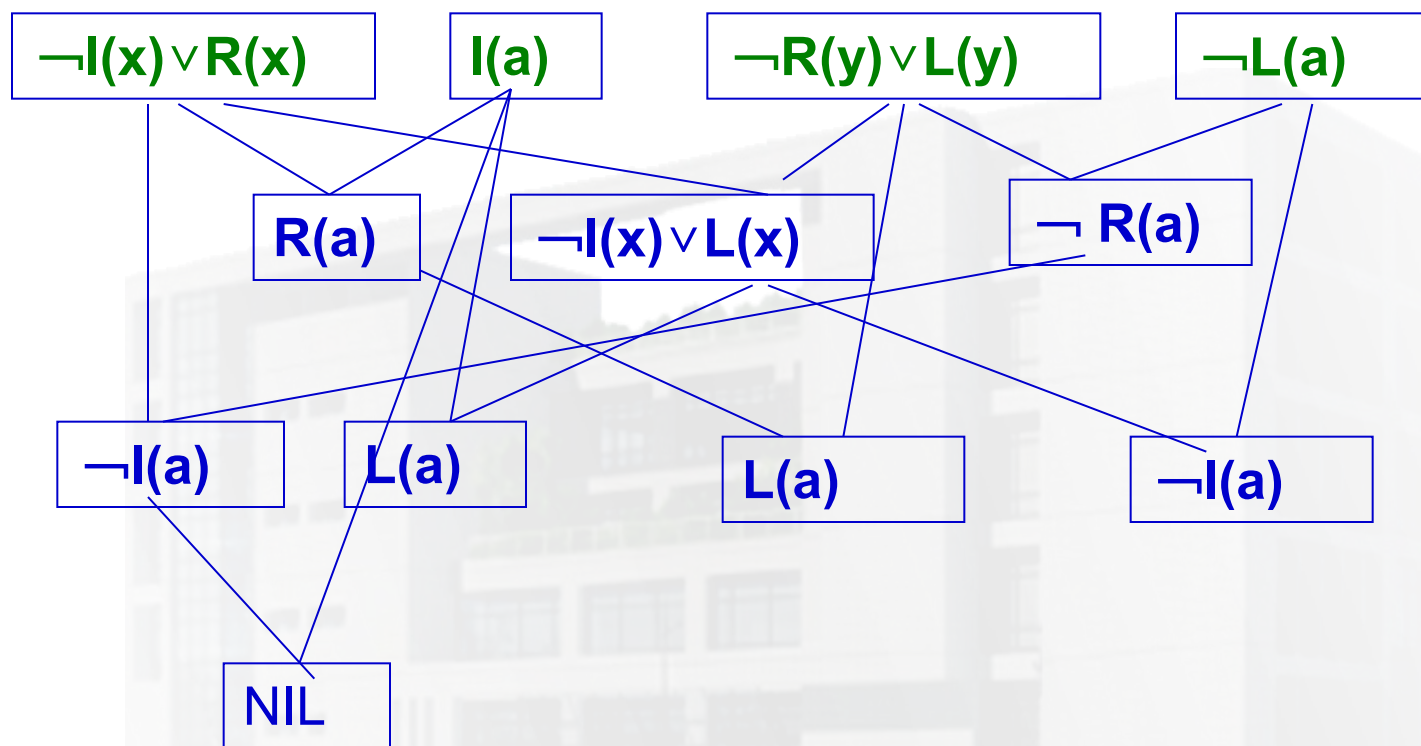 ¬I(x)∨R(x)
I(a)
¬R(y)∨L(y)
¬L(a)
R(a)
¬I(x)∨L(x)
¬ R(a)
¬I(a)
L(a)
L(a)
¬I(a)
NIL